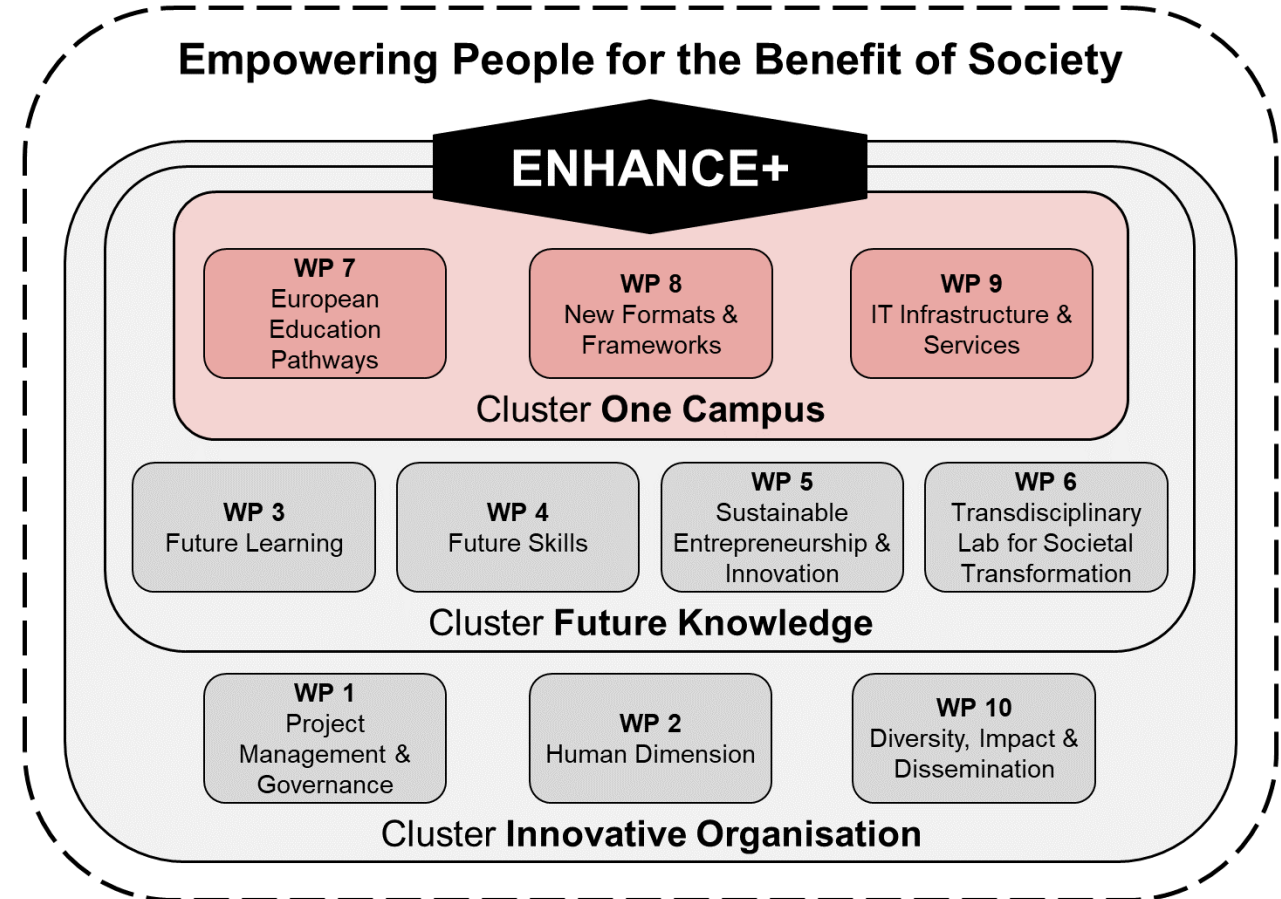 Empowering People for the Benefit of Society
ENHANCE+
WP 7
European
Education
Pathways
WP 8
New Formats &
Frameworks
WP 9
IT Infrastructure &
Services
Cluster One Campus
WP 3
Future Learning
WP 4
Future Skills
WP 5
Sustainable
Entrepreneurship &
Innovation
WP 6
Transdisciplinary
Lab for Societal
Transformation
Cluster Future Knowledge
WP 1
Project
Management &
Governance
WP 2
Human Dimension
WP 10
Diversity, Impact &
Dissemination
Cluster Innovative Organisation